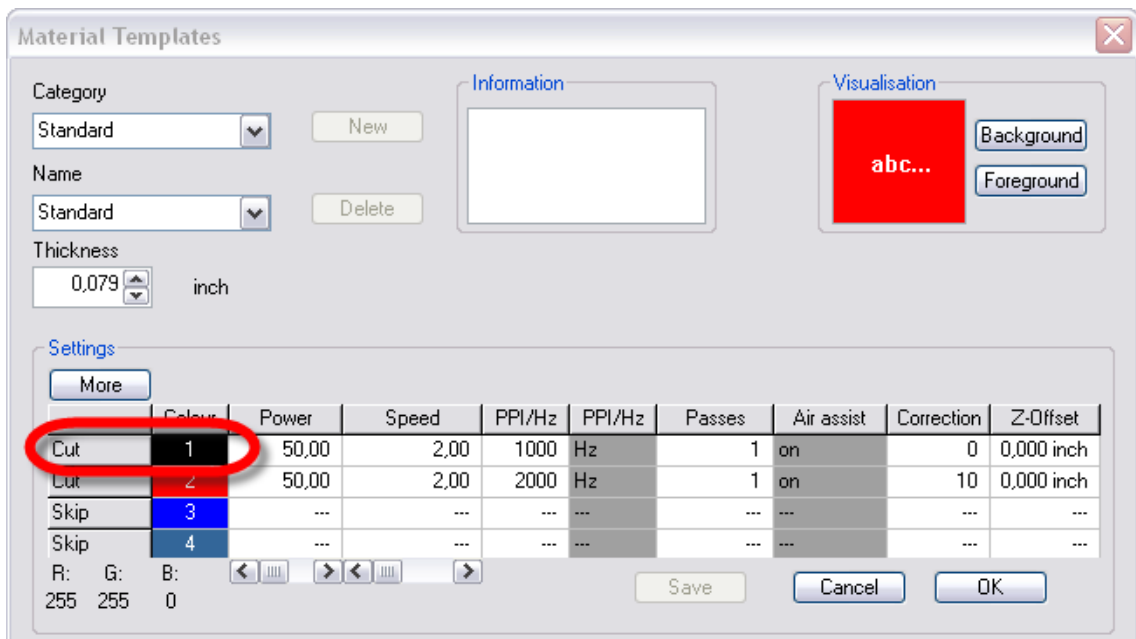 Material Templates
Category
Information
Visualisation
Standard
New
Background
abc...
Name
Foreground
Standard
Delete
Thickness
0,079 inch
Settings
More
Colour Power Speed PPI/Hz PPI/Hz Passes Air assist Correction Z-Offset
Cut 1 50,00 2,00 1000 Hz 1 on 0 0,000 inch
Cut 2 50,00 2,00 2000 Hz 1 on 10 0,000 inch
Skip 3 --- --- --- --- --- --- --- ---
Skip 4 --- --- --- --- --- --- --- ---
R: G: B:
255 255 0
Save Cancel OK